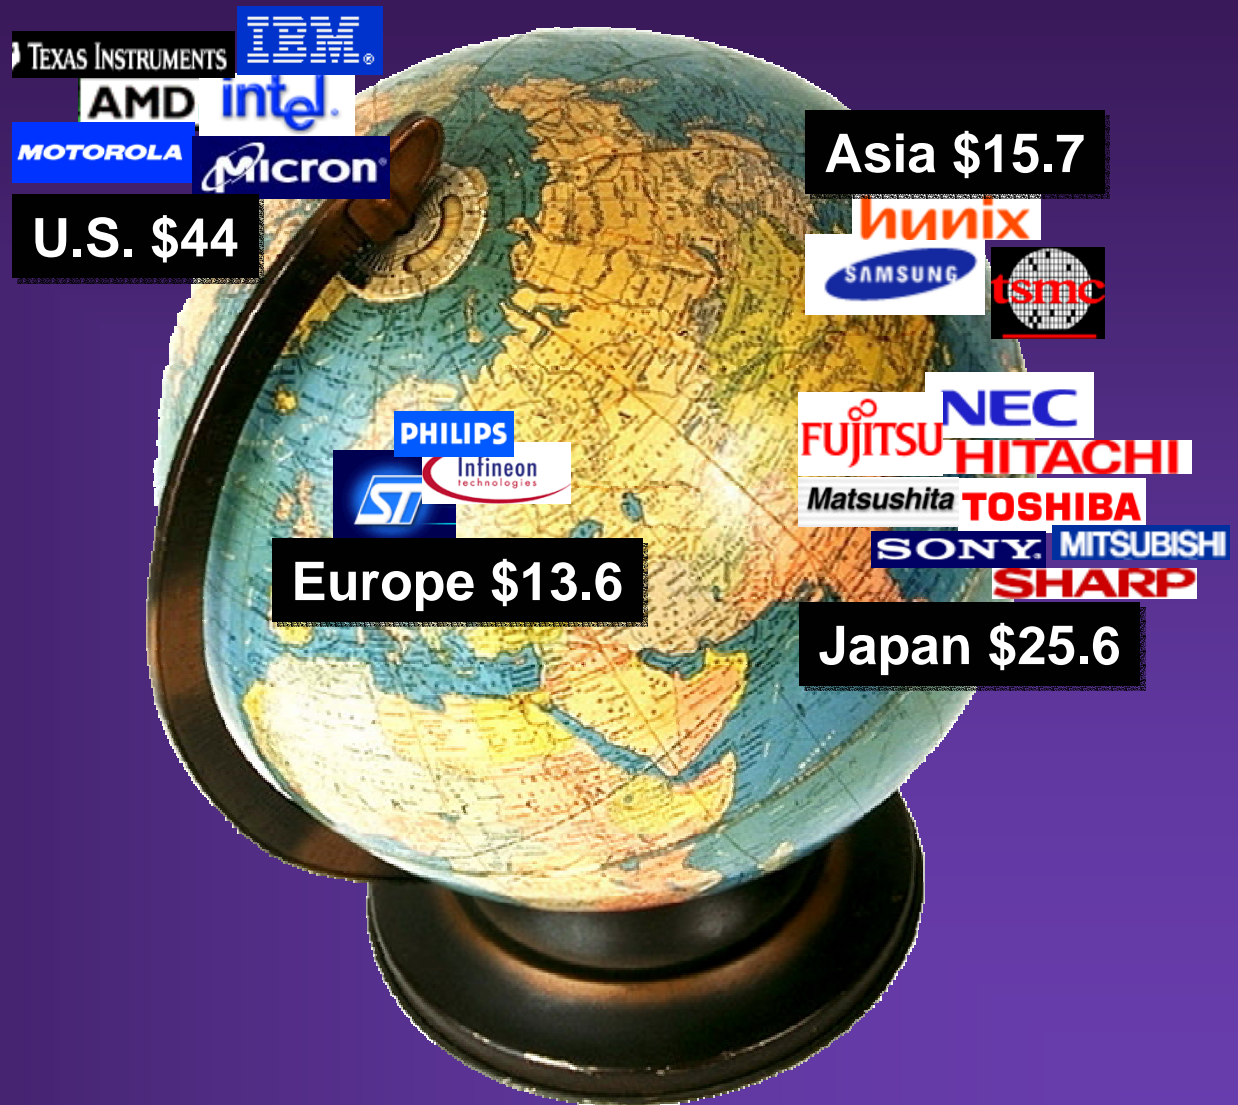 TEXAS INSTRUMENTS
IBM®
AMD
intel.
MOTOROLA
Micron®
U.S. $44
Asia $15.7
hynix
SAMSUNG
tsmc
PHILIPS
Infineon
technologies
ST
Europe $13.6
NEC
FUJITSU
HITACHI
Matsushita
TOSHIBA
SONY.
MITSUBISHI
SHARP
Japan $25.6